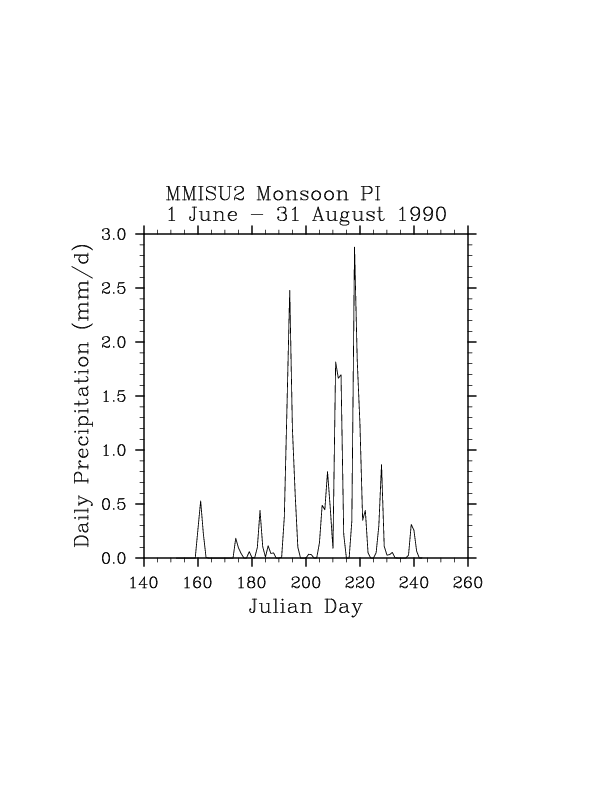 MMISU2 Monsoon PI
1 June - 31 August 1990
Daily Precipitation (mm/d)
3.0
2.5
2.0
1.5
1.0
0.5
0.0
140 160 180 200 220 240 260
Julian Day